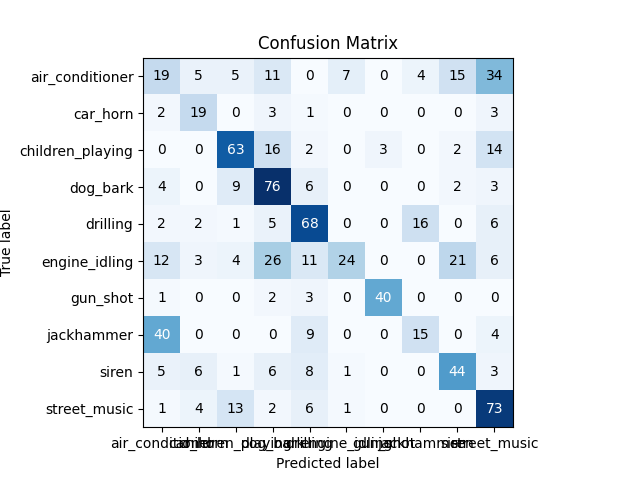 Confusion Matrix
True label
air_conditioner 19 5 5 11 0 7 0 4 15 34
car_horn 2 19 0 3 1 0 0 0 0 3
children_playing 0 0 63 16 2 0 3 0 2 14
dog_bark 4 0 9 76 6 0 0 0 2 3
drilling 2 2 1 5 68 0 0 16 0 6
engine_idling 12 3 4 26 11 24 0 0 21 6
gun_shot 1 0 0 2 3 0 40 0 0 0
jackhammer 40 0 0 0 9 0 0 15 0 4
siren 5 6 1 6 8 1 0 0 44 3
street_music 1 4 13 2 6 1 0 0 0 73
street_music
Predicted label